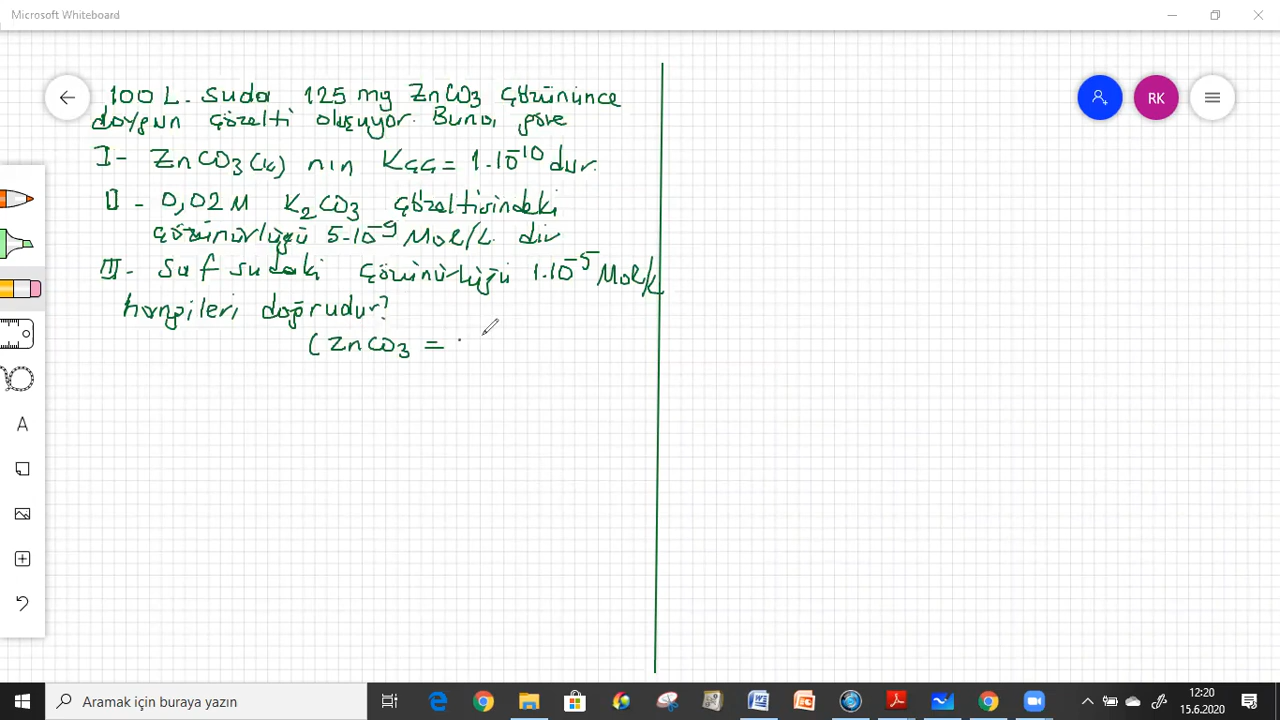 Microsoft Whiteboard
100 L. suda 125 mg ZnCO3 çözününce
doygun çözelti oluşuyor. Buna göre
I- ZnCO3(k) nın Kçç = 1.10^-10 dur.
II- 0,02 M K2CO3 çözeltisindeki
çözünürlüğü 5.10^-9 Mol/L dir
III- Saf sudaki çözünürlüğü 1.10^-5 Mol/L
hangileri doğrudur?
(ZnCO3 =
RK
A
Aramak için buraya yazın
12:20
15.6.2020